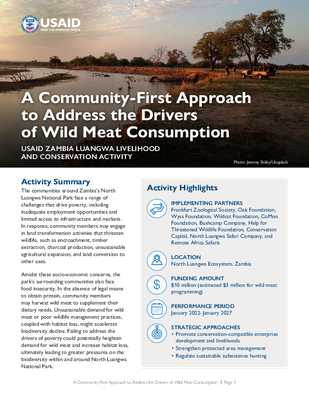 USAID
FROM THE AMERICAN PEOPLE
A Community-First Approach
to Address the Drivers
of Wild Meat Consumption
USAID ZAMBIA LUANGWA LIVELIHOOD
AND CONSERVATION ACTIVITY
Photo: Jeremy Boley/Unsplash
Activity Summary
The communities around Zambia's North
Luangwa National Park face a range of
challenges that drive poverty, including
inadequate employment opportunities and
limited access to infrastructure and markets.
In response, community members may engage
in land transformation activities that threaten
wildlife, such as encroachment, timber
extraction, charcoal production, unsustainable
agricultural expansion, and land conversion to
other uses.
Amidst these socio-economic concerns, the
park's surrounding communities also face
food insecurity. In the absence of legal means
to obtain protein, community members
may harvest wild meat to supplement their
dietary needs. Unsustainable demand for wild
meat or poor wildlife management practices,
coupled with habitat loss, might accelerate
biodiversity decline. Failing to address the
drivers of poverty could potentially heighten
demand for wild meat and increase habitat loss,
ultimately leading to greater pressures on the
biodiversity within and around North Luangwa
National Park.
Activity Highlights
IMPLEMENTING PARTNERS
Frankfurt Zoological Society, Oak Foundation,
Wyss Foundation, Wildcat Foundation, CoMon
Foundation, Bushcamp Company, Help for
Threatened Wildlife Foundation, Conservation
Capital, North Luangwa Safari Company, and
Remote Africa Safaris
LOCATION
North Luangwa Ecosystem, Zambia
FUNDING AMOUNT
$10 million (estimated $3 million for wild meat
programming)
PERFORMANCE PERIOD
January 2022–January 2027
STRATEGIC APPROACHES
• Promote conservation-compatible enterprise
development and livelihoods
• Strengthen protected area management
• Regulate sustainable subsistence hunting
A Community-First Approach to Address the Drivers of Wild Meat Consumption | Page 1